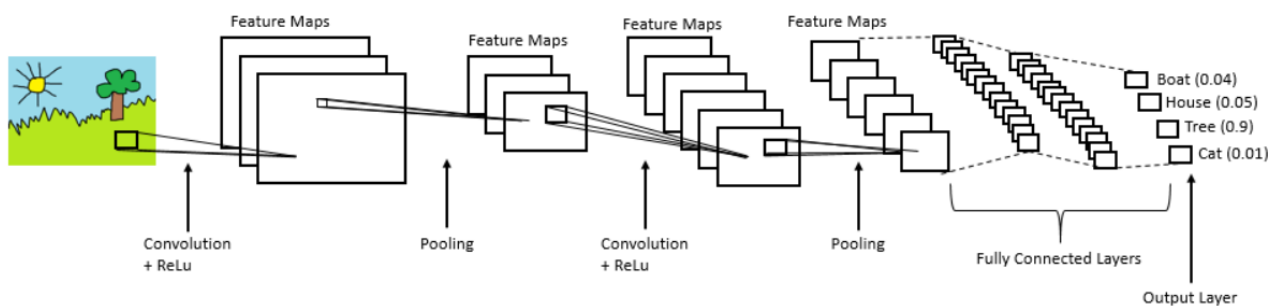 Feature Maps
Feature Maps
Feature Maps
Feature Maps
Boat (0.04)
House (0.05)
Tree (0.9)
Cat (0.01)
Convolution
+ ReLu
Pooling
Convolution
+ ReLu
Pooling
Fully Connected Layers
Output Layer